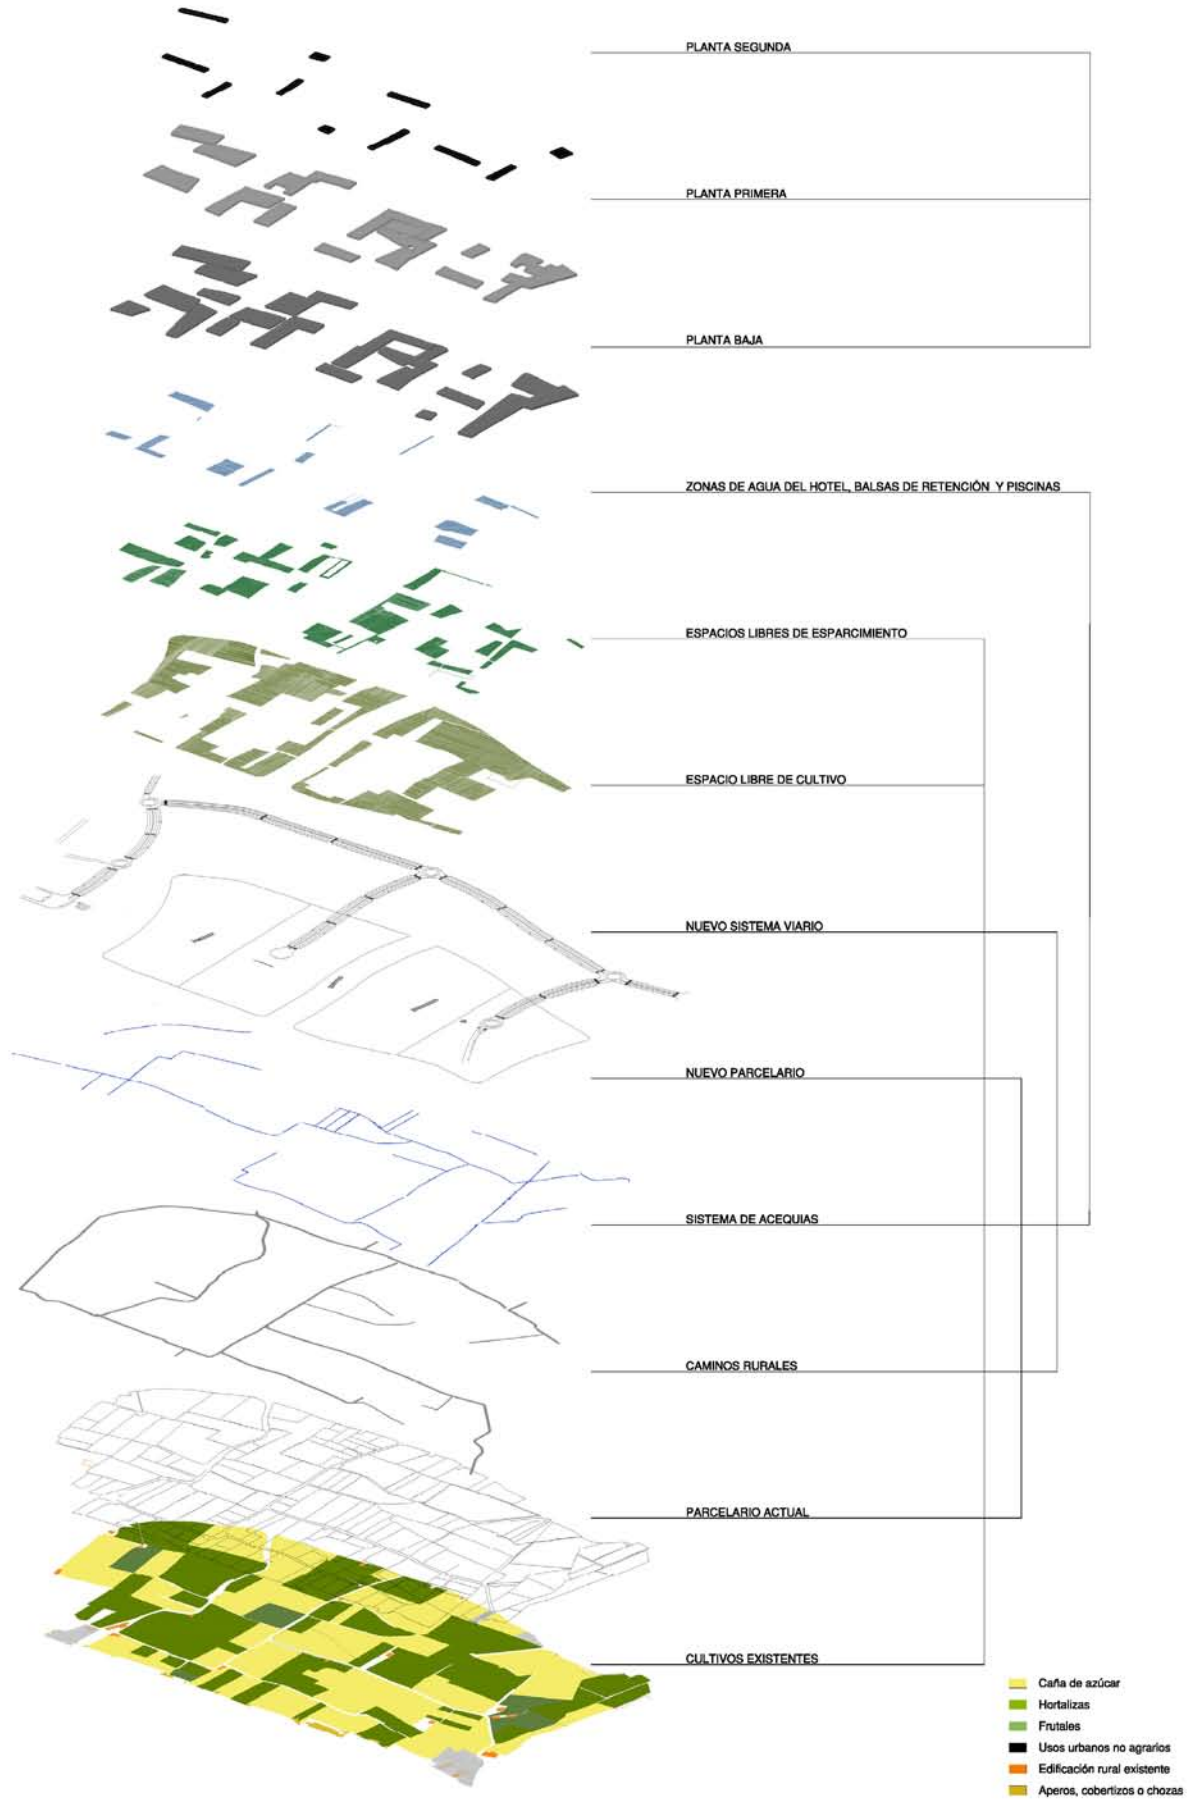 PLANTA SEGUNDA
PLANTA PRIMERA
PLANTA BAJA
ZONAS DE AGUA DEL HOTEL, BALSAS DE RETENCIÓN Y PISCINAS
ESPACIOS LIBRES DE ESPARCIMIENTO
ESPACIO LIBRE DE CULTIVO
NUEVO SISTEMA VIARIO
NUEVO PARCELARIO
SISTEMA DE ACEQUIAS
CAMINOS RURALES
PARCELARIO ACTUAL
CULTIVOS EXISTENTES
Caña de azúcar
Hortalizas
Frutales
Usos urbanos no agrarios
Edificación rural existente
Aperos, cobertizos o chozas